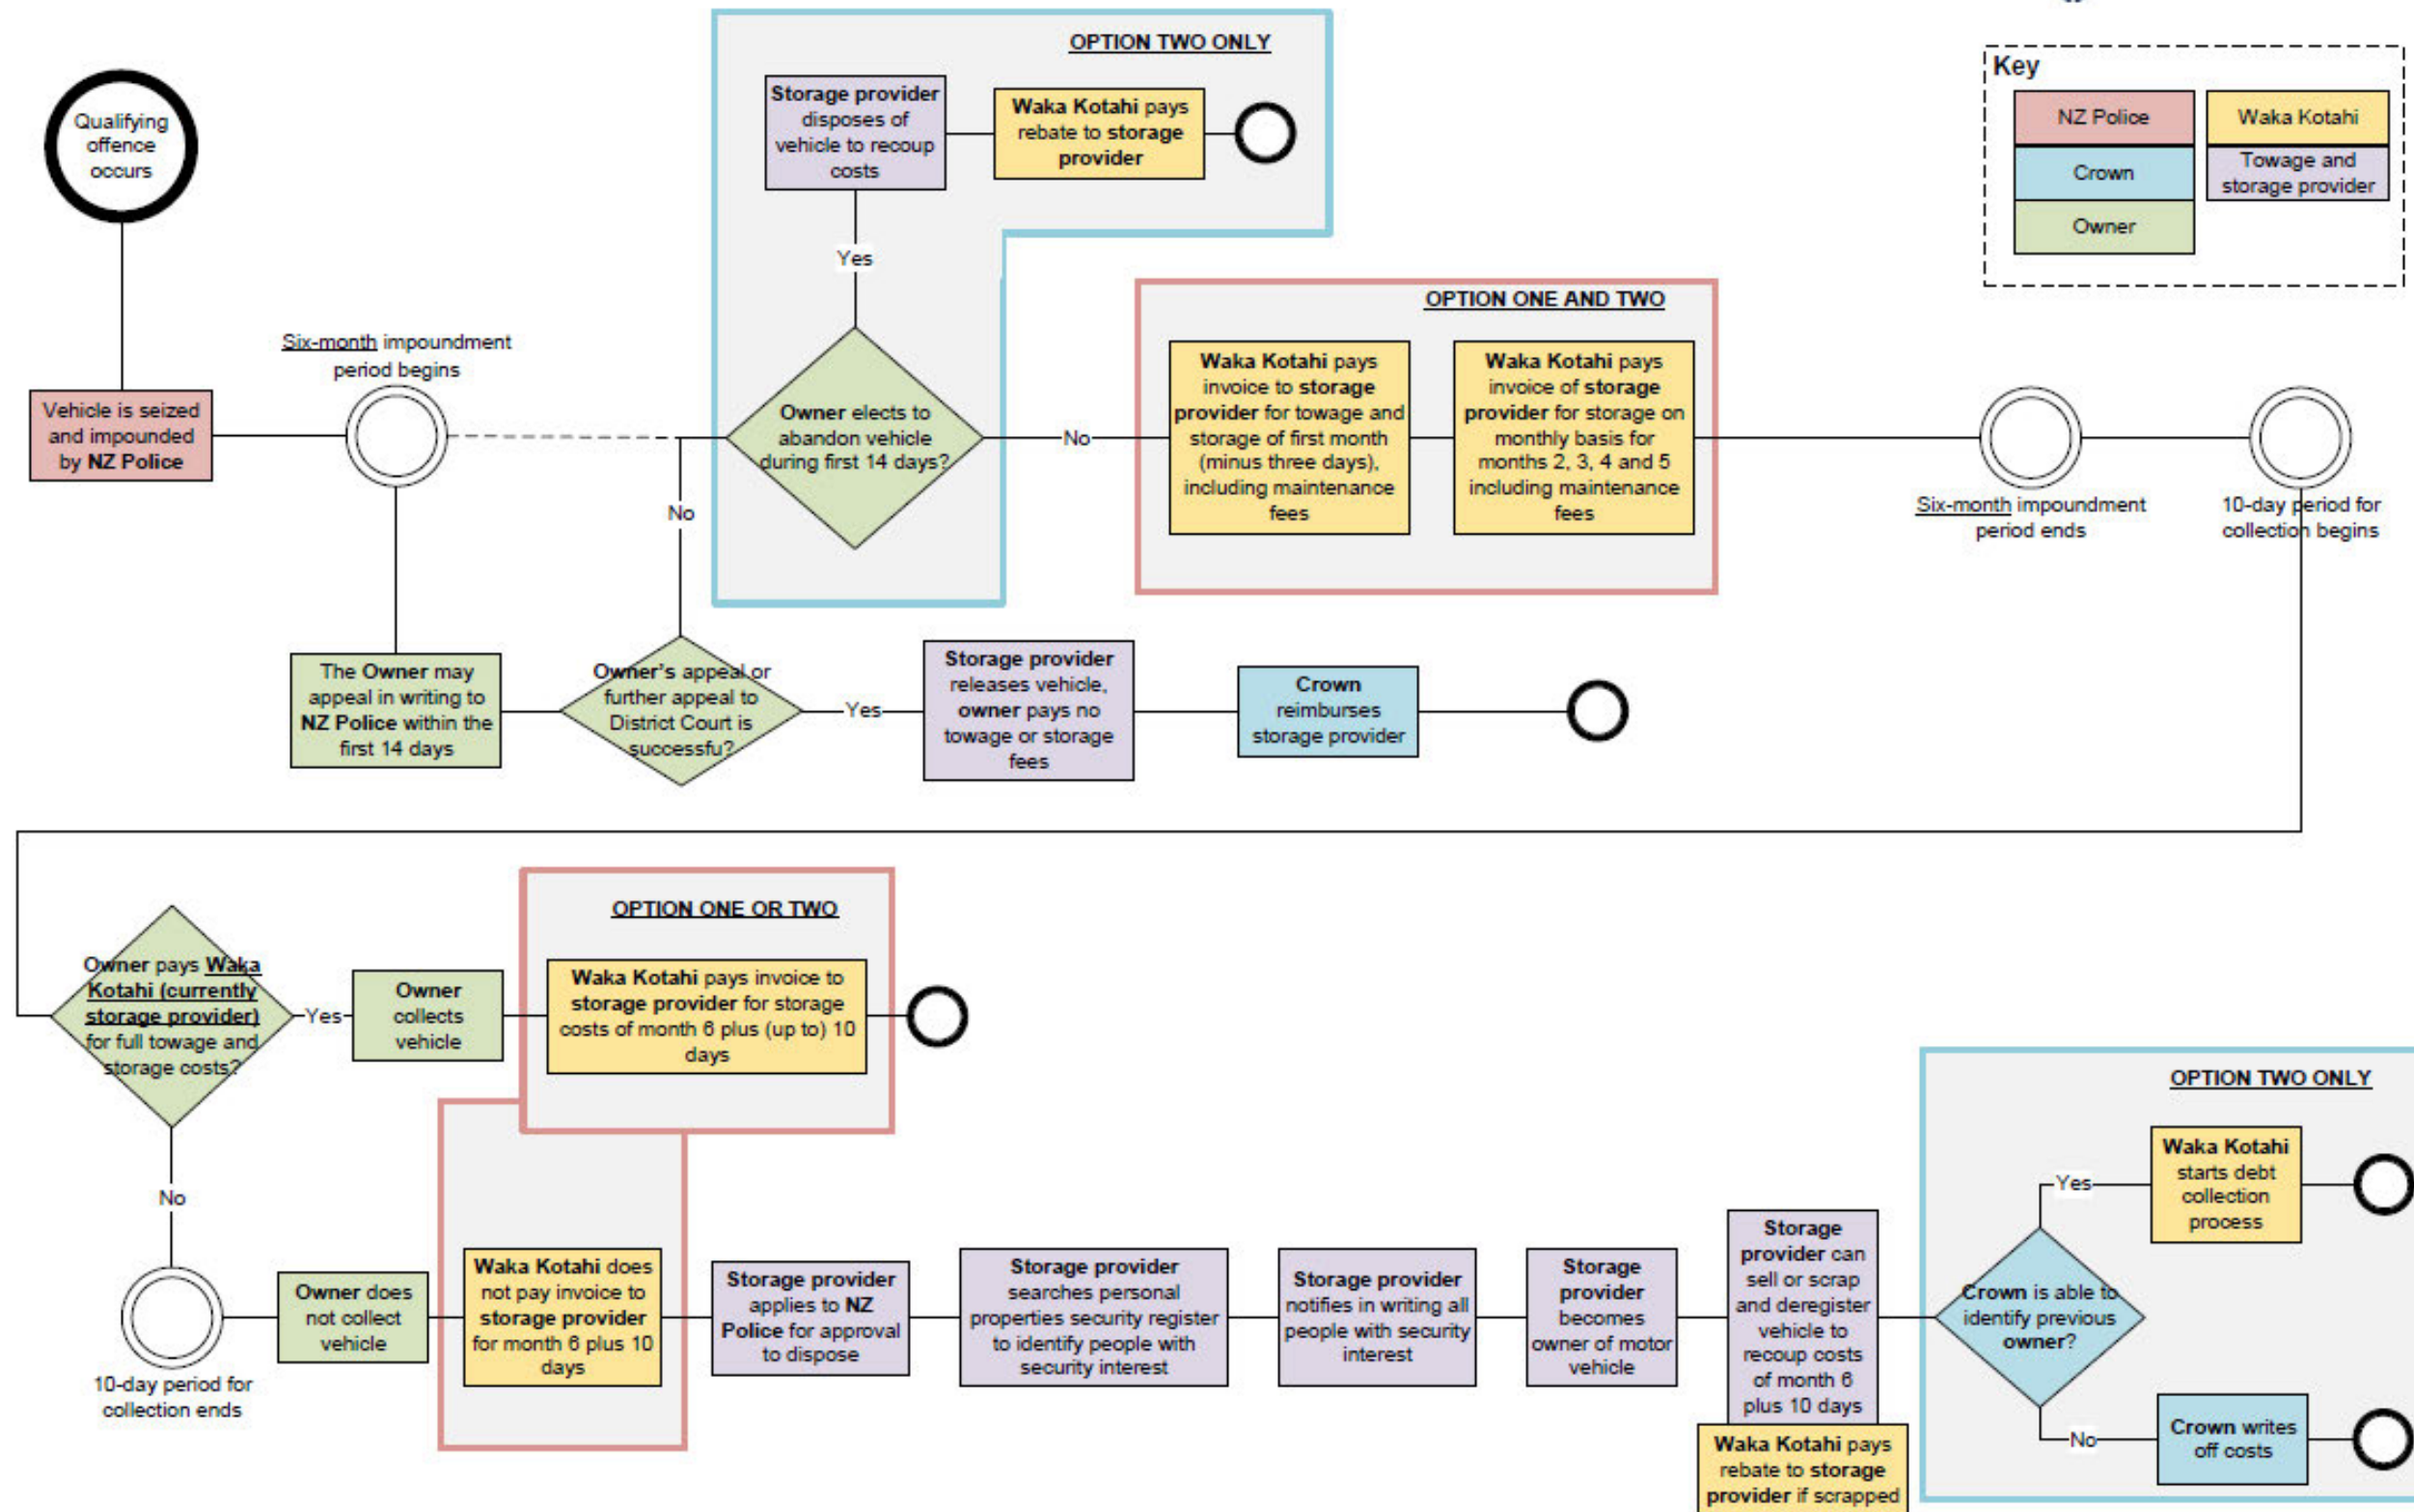 Qualifying
offence
occurs
OPTION TWO ONLY
Storage provider
disposes of
vehicle to recoup
costs
Waka Kotahi pays
rebate to storage
provider
Key
NZ Police
Waka Kotahi
Crown
Towage and
storage provider
Owner
Yes
Vehicle is seized
and impounded
by NZ Police
Six-month impoundment
period begins
Owner elects to
abandon vehicle
during first 14 days?
No
OPTION ONE AND TWO
Waka Kotahi pays
invoice to storage
provider for towage and
storage of first month
(minus three days),
including maintenance
fees
Waka Kotahi pays
invoice of storage
provider for storage on
monthly basis for
months 2, 3, 4 and 5
including maintenance
fees
Six-month impoundment
period ends
10-day period for
collection begins
No
The Owner may
appeal in writing to
NZ Police within the
first 14 days
Owner's appeal or
further appeal to
District Court is
successfu?
Yes
Storage provider
releases vehicle,
owner pays no
towage or storage
fees
Crown
reimburses
storage provider
Owner pays Waka
Kotahi (currently
storage provider)
for full towage and
storage costs?
Yes
Owner
collects
vehicle
OPTION ONE OR TWO
Waka Kotahi pays invoice to
storage provider for storage
costs of month 6 plus (up to) 10
days
No
10-day period for
collection ends
Owner does
not collect
vehicle
Waka Kotahi does
not pay invoice to
storage provider
for month 6 plus 10
days
Storage provider
applies to NZ
Police for approval
to dispose
Storage provider
searches personal
properties security register
to identify people with
security interest
Storage provider
notifies in writing all
people with security
interest
Storage
provider
becomes
owner of motor
vehicle
Storage
provider can
sell or scrap
and deregister
vehicle to
recoup costs
of month 6
plus 10 days
Waka Kotahi pays
rebate to storage
provider if scrapped
OPTION TWO ONLY
Crown is able to
identify previous
owner?
Yes
Waka Kotahi
starts debt
collection
process
No
Crown writes
off costs